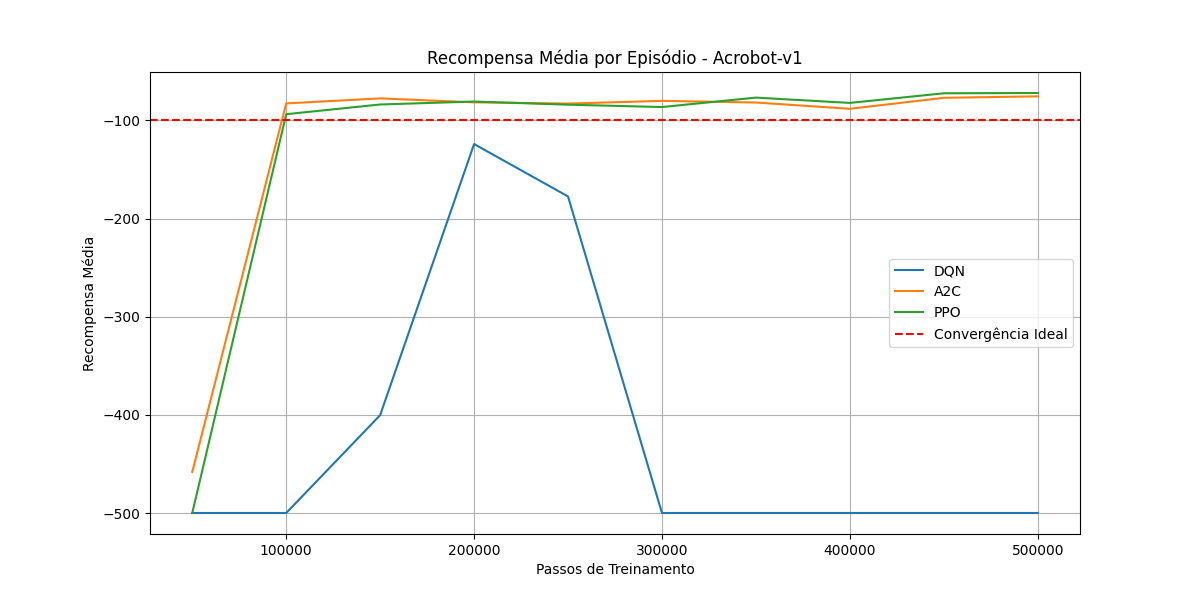 Recompensa Média por Episódio - Acrobot-v1
Recompensa Média
−100
−200
−300
−400
−500
DQN
A2C
PPO
Convergência Ideal
100000
200000
300000
400000
500000
Passos de Treinamento